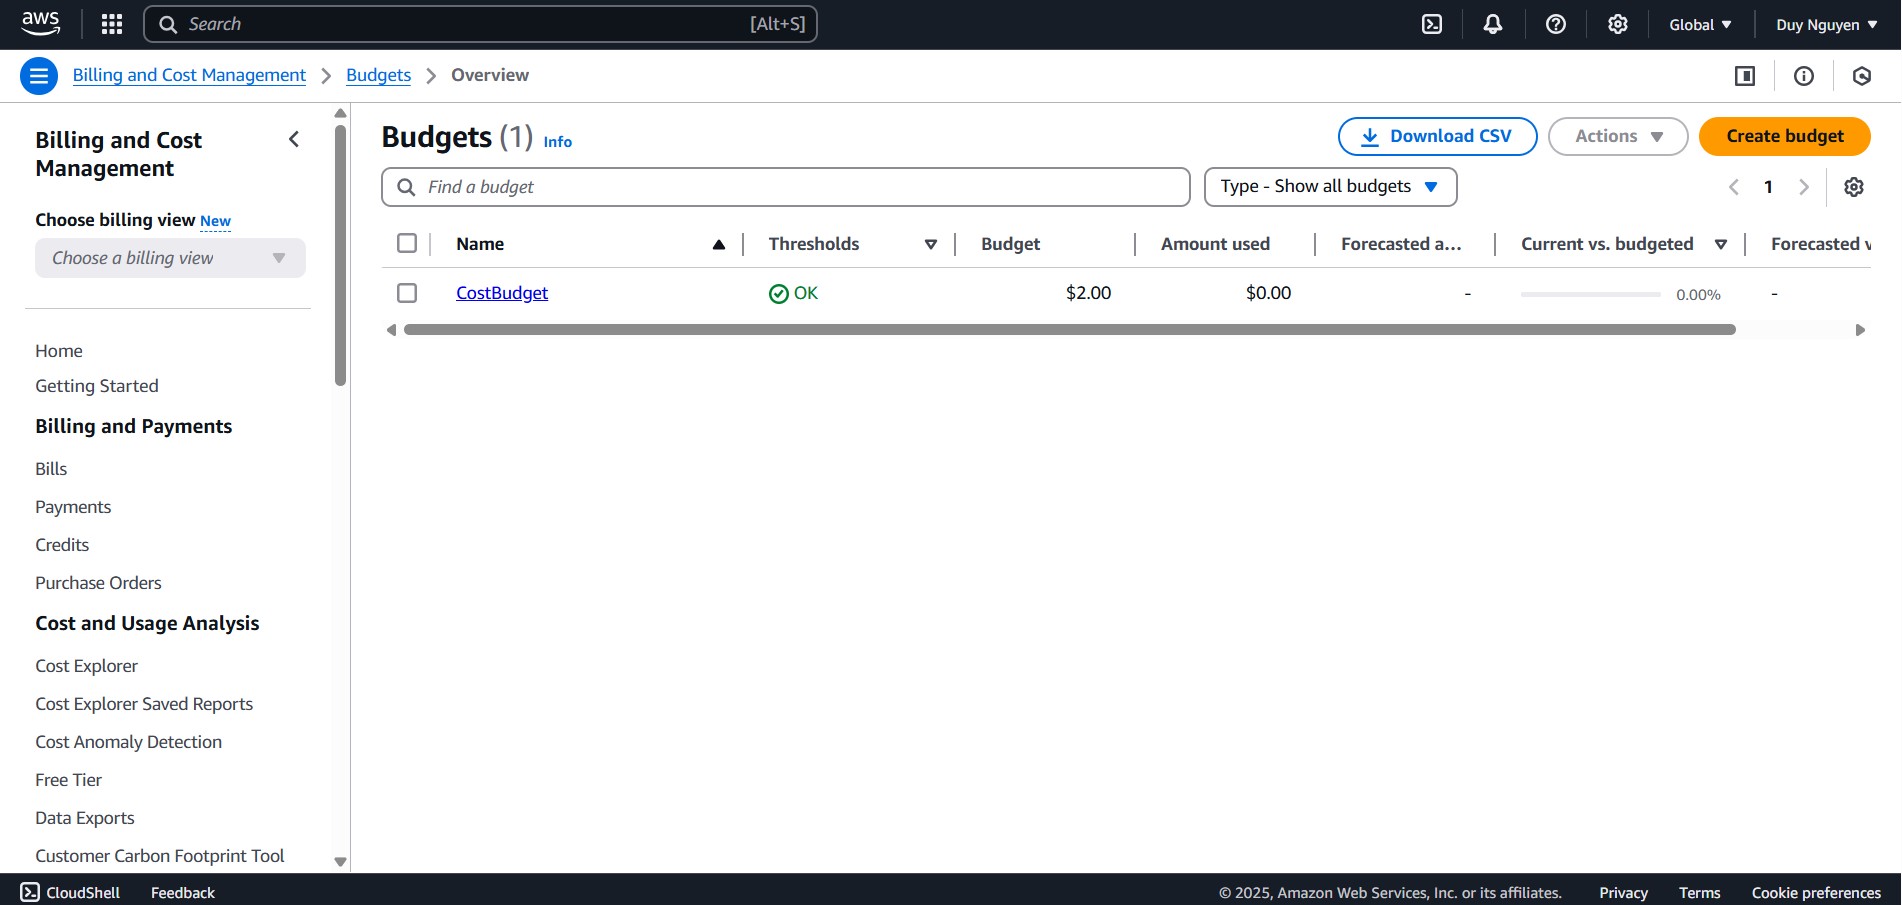 aws
Search [Alt+S]
Global
Duy Nguyen
Billing and Cost Management
Budgets
Overview
Billing and Cost
Management
Choose billing view New
Choose a billing view
Home
Getting Started
Billing and Payments
Bills
Payments
Credits
Purchase Orders
Cost and Usage Analysis
Cost Explorer
Cost Explorer Saved Reports
Cost Anomaly Detection
Free Tier
Data Exports
Customer Carbon Footprint Tool
Budgets (1) Info
Download CSV
Actions
Create budget
Find a budget
Type - Show all budgets
1
Name Thresholds Budget Amount used Forecasted a... Current vs. budgeted Forecasted v
CostBudget OK $2.00 $0.00 - 0.00% -
CloudShell Feedback
© 2025, Amazon Web Services, Inc. or its affiliates. Privacy Terms Cookie preferences